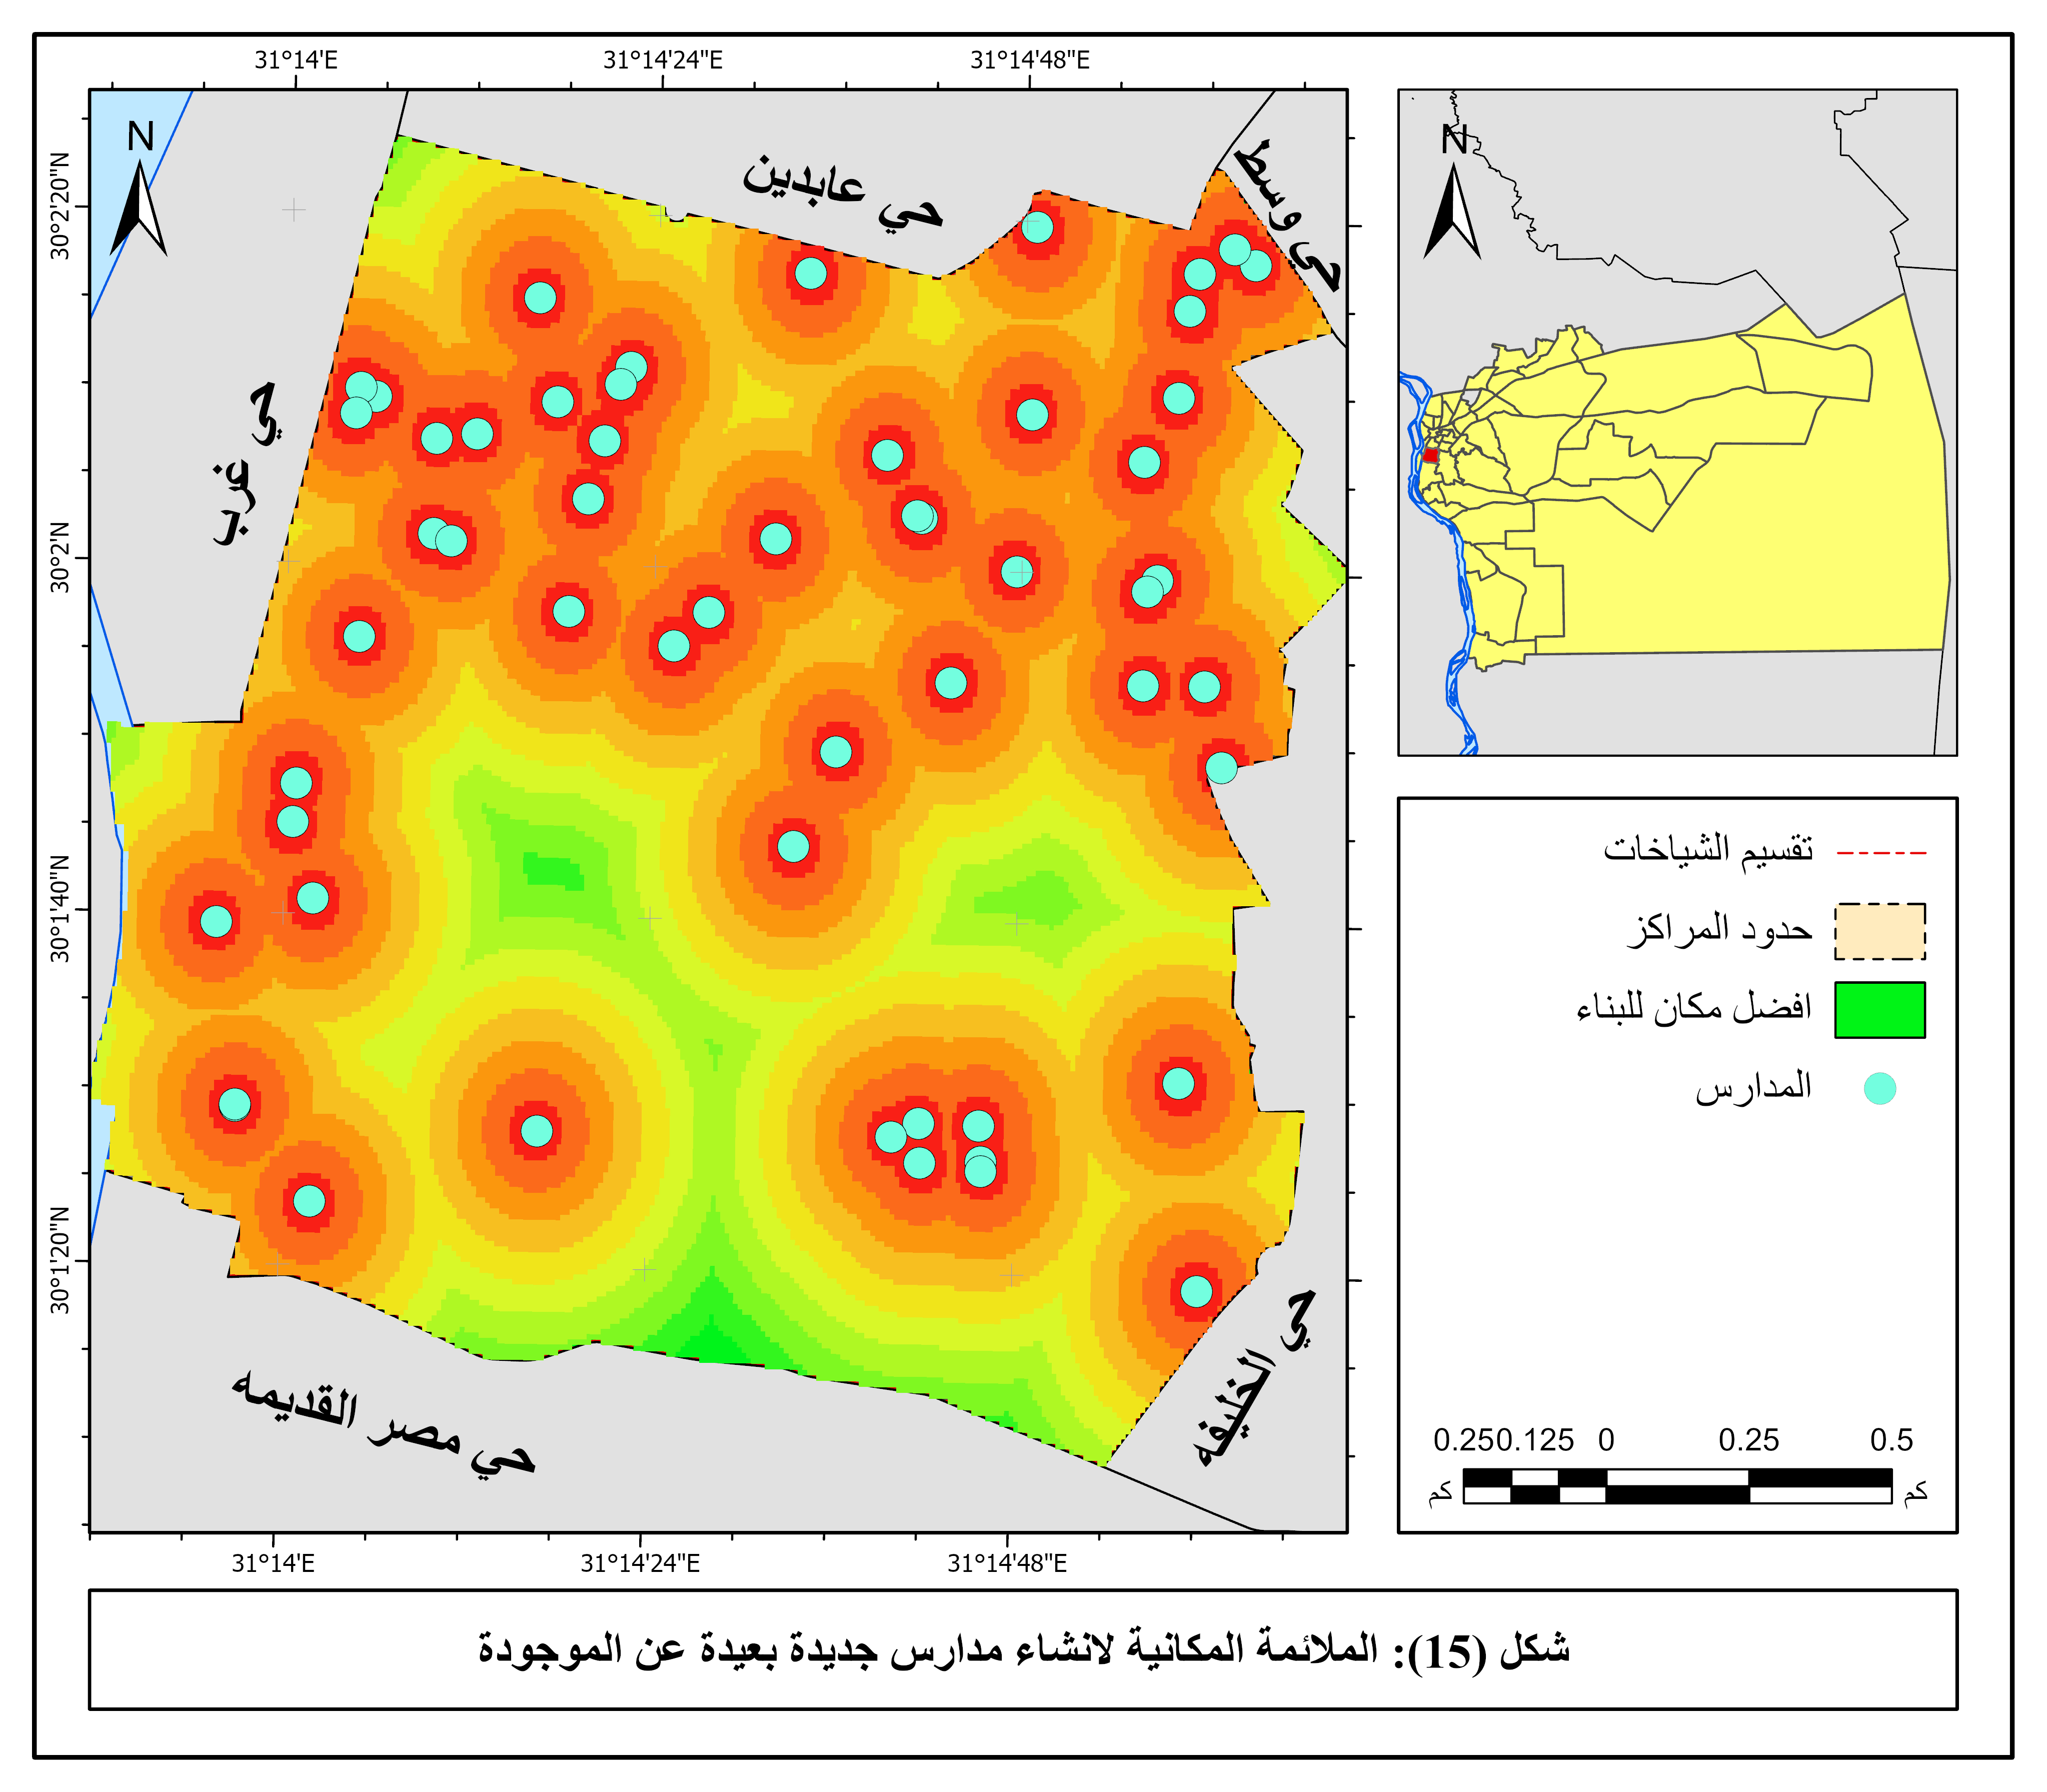 31°14'E
31°14'24"E
31°14'48"E
30°2'20"N
30°2'N
30°1'40"N
30°1'20"N
N
حي عابدين
حي وسط
حي غرب
حي مصر القديمه
حي الخليفه
31°14'E
31°14'24"E
31°14'48"E
N
تقسيم الشياخات
حدود المراكز
افضل مكان للبناء
المدارس
0.25 0.125 0 0.25 0.5
كم
كم
شكل (15): الملائمة المكانية لانشاء مدارس جديدة بعيدة عن الموجودة